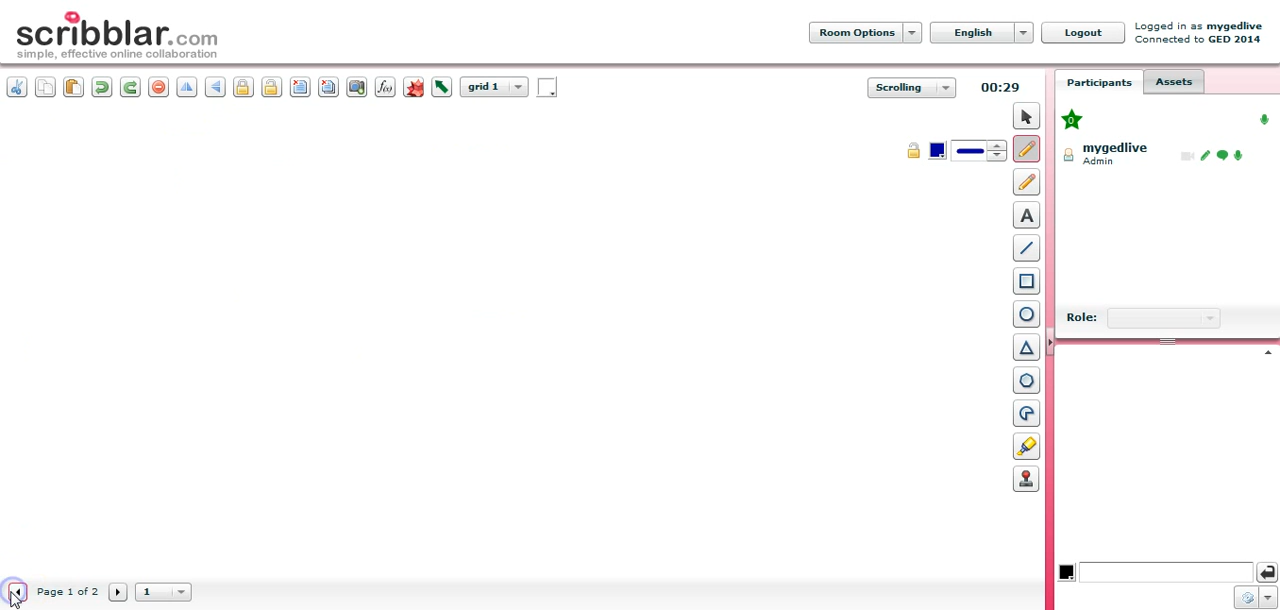 scribblar.com
simple, effective online collaboration
Room Options
English
Logout
Logged in as mygedlive
Connected to GED 2014
f(x)
grid 1
Scrolling
00:29
Participants
Assets
0
mygedlive
Admin
A
Role:
Page 1 of 2
1